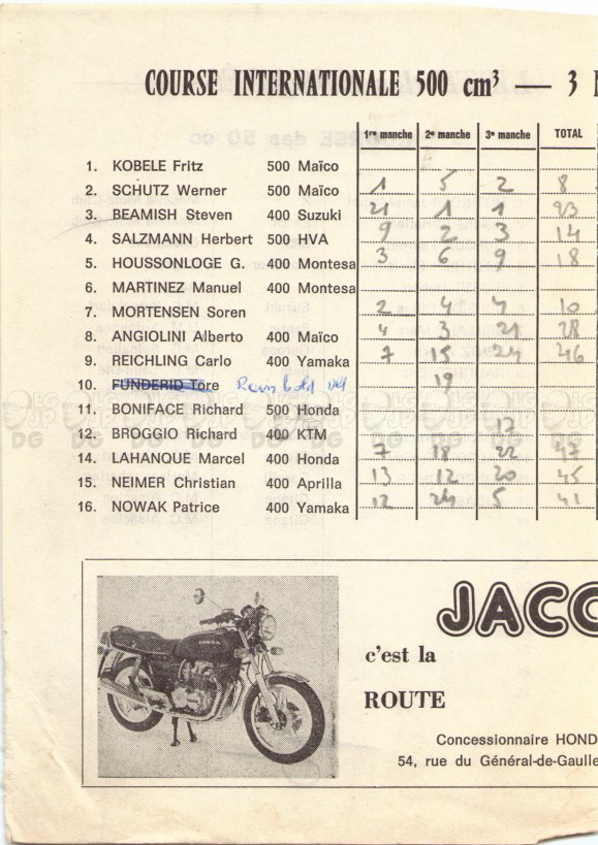 COURSE INTERNATIONALE 500 cm³ — 3
1re manche 2e manche 3e manche TOTAL
1. KOBELE Fritz 500 Maïco
2. SCHUTZ Werner 500 Maïco 1 5 2 8
3. BEAMISH Steven 400 Suzuki 21 1 1 23
4. SALZMANN Herbert 500 HVA 9 2 3 14
5. HOUSSONLOGE G. 400 Montesa 3 6 9 18
6. MARTINEZ Manuel 400 Montesa
7. MORTENSEN Soren 2 4 4 10
8. ANGIOLINI Alberto 400 Maïco 4 3 21 28
9. REICHLING Carlo 400 Yamaka 7 15 24 46
10. FUNDERID Tore 19
11. BONIFACE Richard 500 Honda
12. BROGGIO Richard 400 KTM 17
14. LAHANQUE Marcel 400 Honda 7 18 22 47
15. NEIMER Christian 400 Aprilla 13 12 20 45
16. NOWAK Patrice 400 Yamaka 12 24 5 41
JACC
c'est la
ROUTE
Concessionnaire HOND
54, rue du Général-de-Gaulle